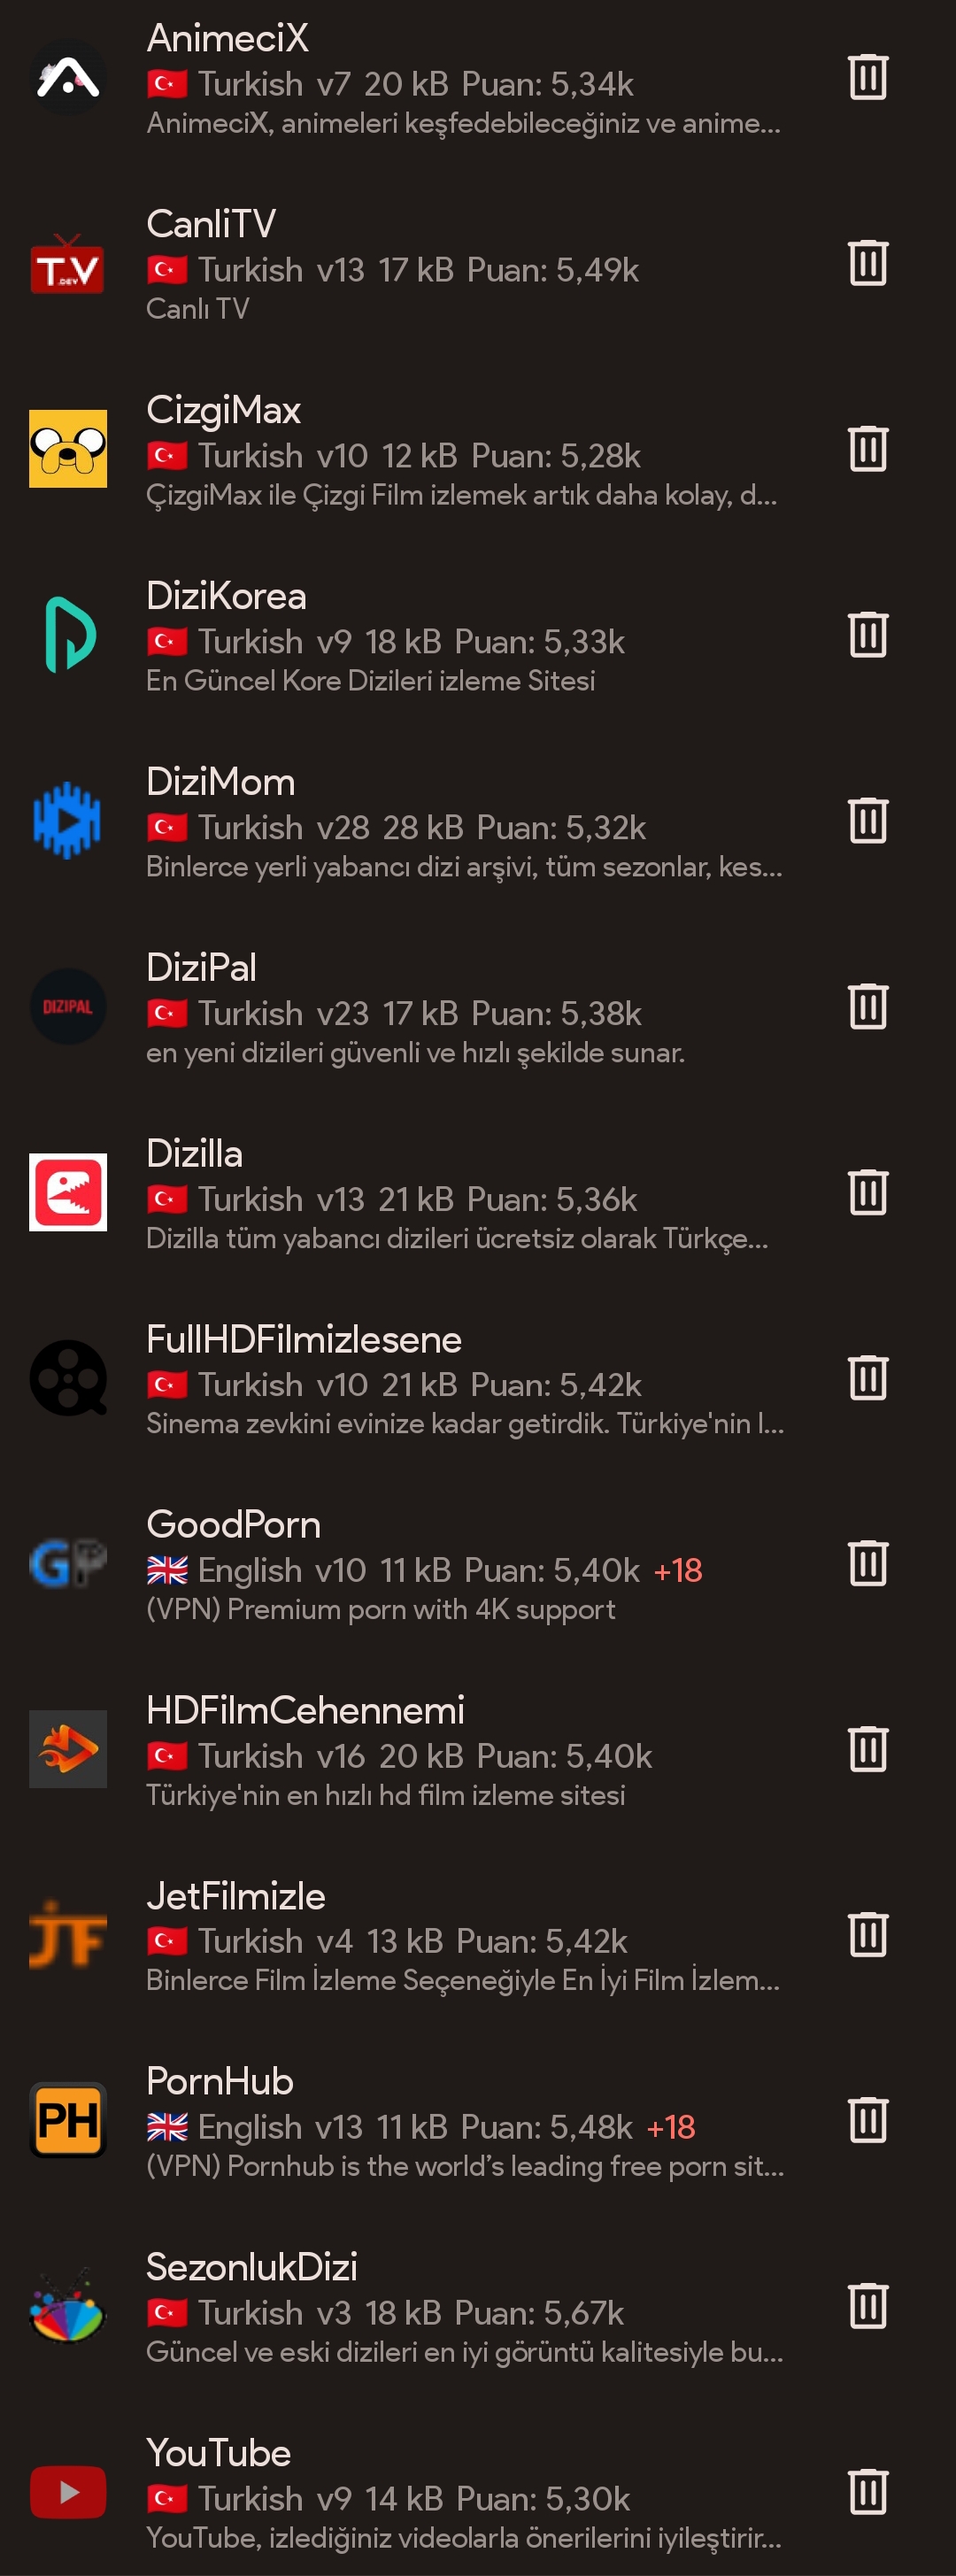 AnimeciX
Turkish v7 20 kB Puan: 5,34k
AnimeciX, animeleri keşfedebileceğiniz ve anime...
T.V
.DEV
CanliTV
Turkish v13 17 kB Puan: 5,49k
Canlı TV
CizgiMax
Turkish v10 12 kB Puan: 5,28k
ÇizgiMax ile Çizgi Film izlemek artık daha kolay, d...
DiziKorea
Turkish v9 18 kB Puan: 5,33k
En Güncel Kore Dizileri izleme Sitesi
DiziMom
Turkish v28 28 kB Puan: 5,32k
Binlerce yerli yabancı dizi arşivi, tüm sezonlar, kes...
DIZIPAL
DiziPal
Turkish v23 17 kB Puan: 5,38k
en yeni dizileri güvenli ve hızlı şekilde sunar.
Dizilla
Turkish v13 21 kB Puan: 5,36k
Dizilla tüm yabancı dizileri ücretsiz olarak Türkçe...
FullHDFilmizlesene
Turkish v10 21 kB Puan: 5,42k
Sinema zevkini evinize kadar getirdik. Türkiye'nin l...
GP
GoodPorn
English v10 11 kB Puan: 5,40k +18
(VPN) Premium porn with 4K support
HDFilmCehennemi
Turkish v16 20 kB Puan: 5,40k
Türkiye'nin en hızlı hd film izleme sitesi
JF
JetFilmizle
Turkish v4 13 kB Puan: 5,42k
Binlerce Film İzleme Seçeneğiyle En İyi Film İzlem...
PH
PornHub
English v13 11 kB Puan: 5,48k +18
(VPN) Pornhub is the world’s leading free porn sit...
SezonlukDizi
Turkish v3 18 kB Puan: 5,67k
Güncel ve eski dizileri en iyi görüntü kalitesiyle bu...
YouTube
Turkish v9 14 kB Puan: 5,30k
YouTube, izlediğiniz videolarla önerilerini iyileştirir...